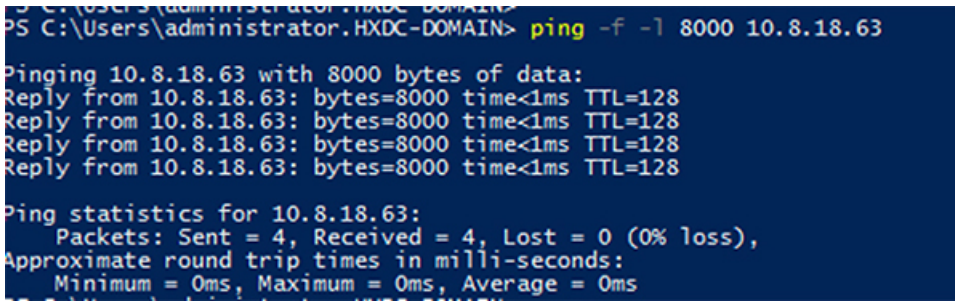 PS C:\Users\administrator.HXDC-DOMAIN>
PS C:\Users\administrator.HXDC-DOMAIN> ping -f -l 8000 10.8.18.63
Pinging 10.8.18.63 with 8000 bytes of data:
Reply from 10.8.18.63: bytes=8000 time<1ms TTL=128
Reply from 10.8.18.63: bytes=8000 time<1ms TTL=128
Reply from 10.8.18.63: bytes=8000 time<1ms TTL=128
Reply from 10.8.18.63: bytes=8000 time<1ms TTL=128
Ping statistics for 10.8.18.63:
    Packets: Sent = 4, Received = 4, Lost = 0 (0% loss),
Approximate round trip times in milli-seconds:
    Minimum = 0ms, Maximum = 0ms, Average = 0ms